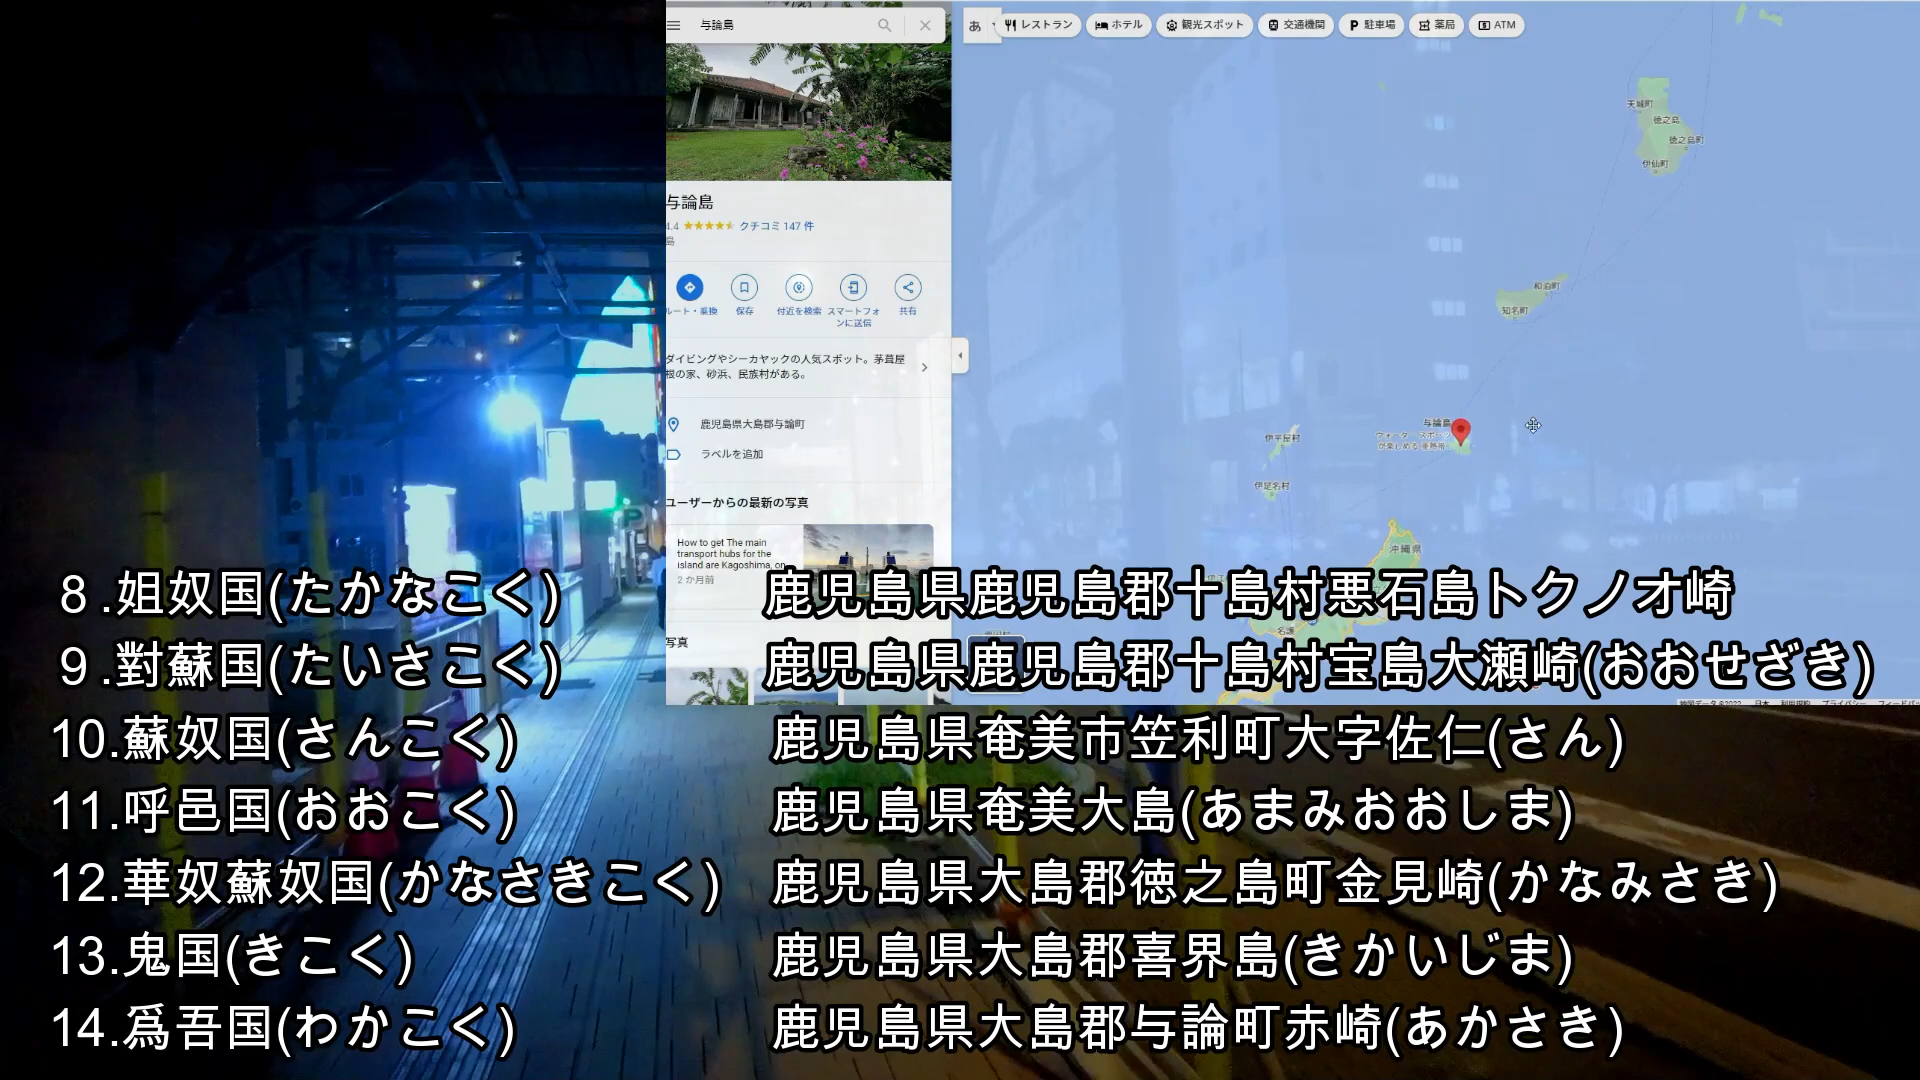 与論島
あ
レストラン
ホテル
観光スポット
交通機関
駐車場
薬局
ATM
与論島
4.4 クチコミ 147 件
島
ルート・乗換
保存
付近を検索
スマートフォンに送信
共有
ダイビングやシーカヤックの人気スポット。茅葺屋
根の家、砂浜、民族村がある。
鹿児島県大島郡与論町
ラベルを追加
ユーザーからの最新の写真
How to get The main
transport hubs for the
island are Kagoshima, on
2 か月前
写真
天城町
徳之島
徳之島町
伊仙町
和泊町
知名町
与論島
伊平屋村
伊是名村
沖縄県
名護
8.姐奴国(たかなこく) 鹿児島県鹿児島郡十島村悪石島トクノオ崎
9.對蘇国(たいさこく) 鹿児島県鹿児島郡十島村宝島大瀬崎(おおせざき)
10.蘇奴国(さんこく) 鹿児島県奄美市笠利町大字佐仁(さん)
11.呼邑国(おおこく) 鹿児島県奄美大島(あまみおおしま)
12.華奴蘇奴国(かなさきこく) 鹿児島県大島郡徳之島町金見崎(かなみさき)
13.鬼国(きこく) 鹿児島県大島郡喜界島(きかいじま)
14.爲吾国(わかこく) 鹿児島県大島郡与論町赤崎(あかさき)